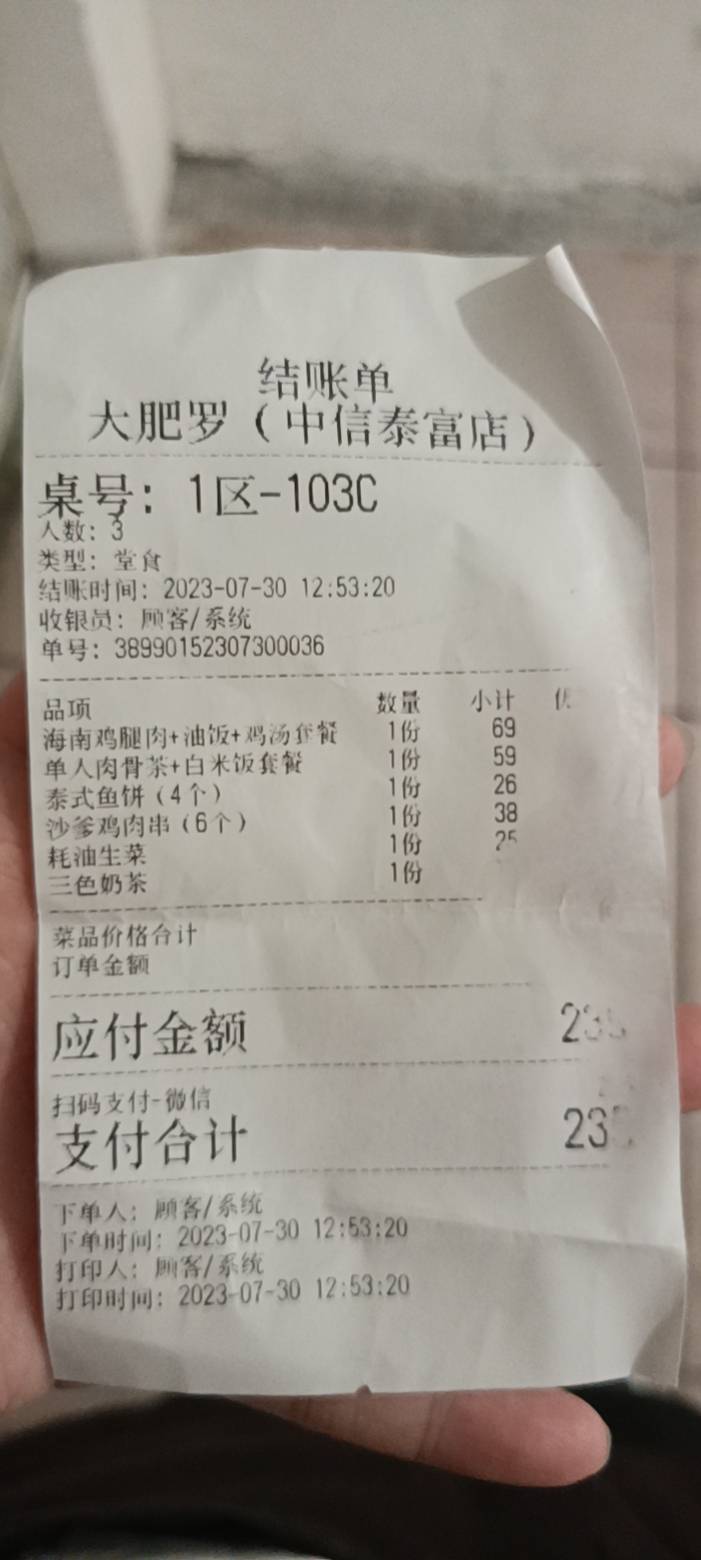 结账单
大肥罗（中信泰富店）
桌号：1区-103C
人数：3
类型：堂食
结账时间：2023-07-30 12:53:20
收银员：顾客/系统
单号：38990152307300036
品项 数量 小计
海南鸡腿肉+油饭+鸡汤套餐 1份 69
单人肉骨茶+白米饭套餐 1份 59
泰式鱼饼（4个） 1份 26
沙爹鸡肉串（6个） 1份 38
耗油生菜 1份 25
三色奶茶 1份
菜品价格合计
订单金额
应付金额
扫码支付-微信
支付合计
下单人：顾客/系统
下单时间：2023-07-30 12:53:20
打印人：顾客/系统
打印时间：2023-07-30 12:53:20